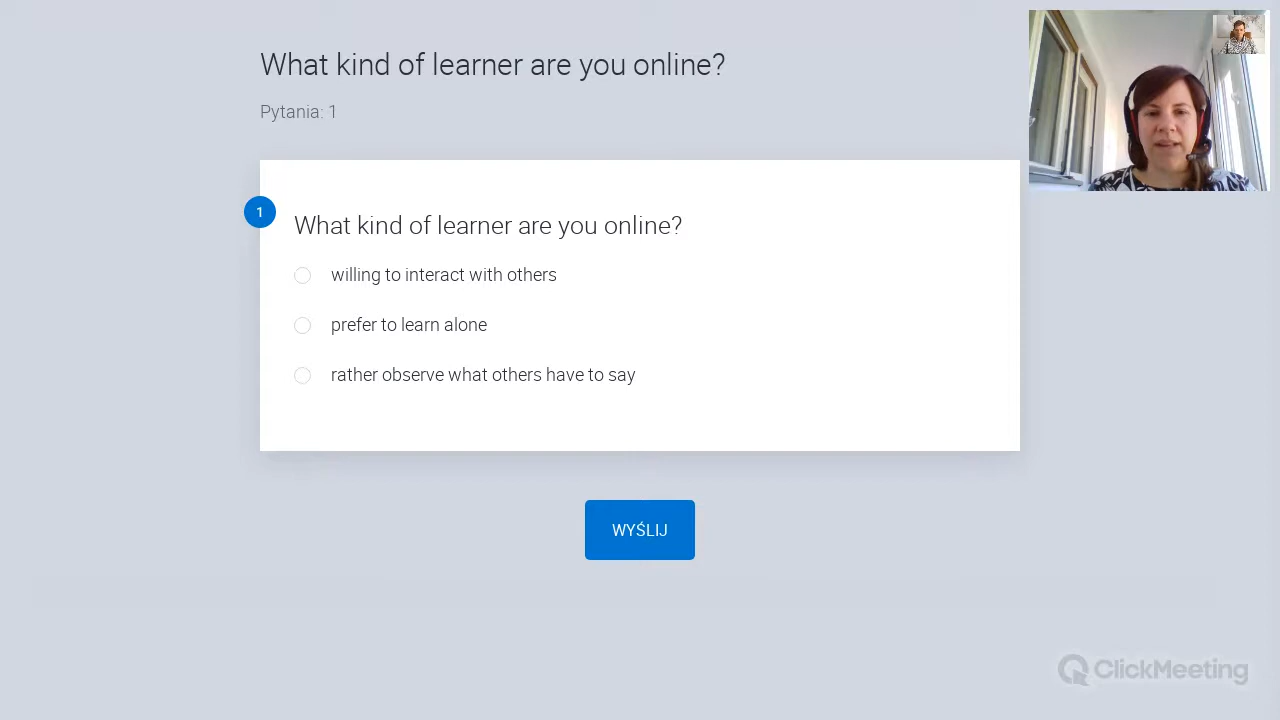 What kind of learner are you online?
Pytania: 1
1
What kind of learner are you online?
willing to interact with others
prefer to learn alone
rather observe what others have to say
WYŚLIJ
ClickMeeting